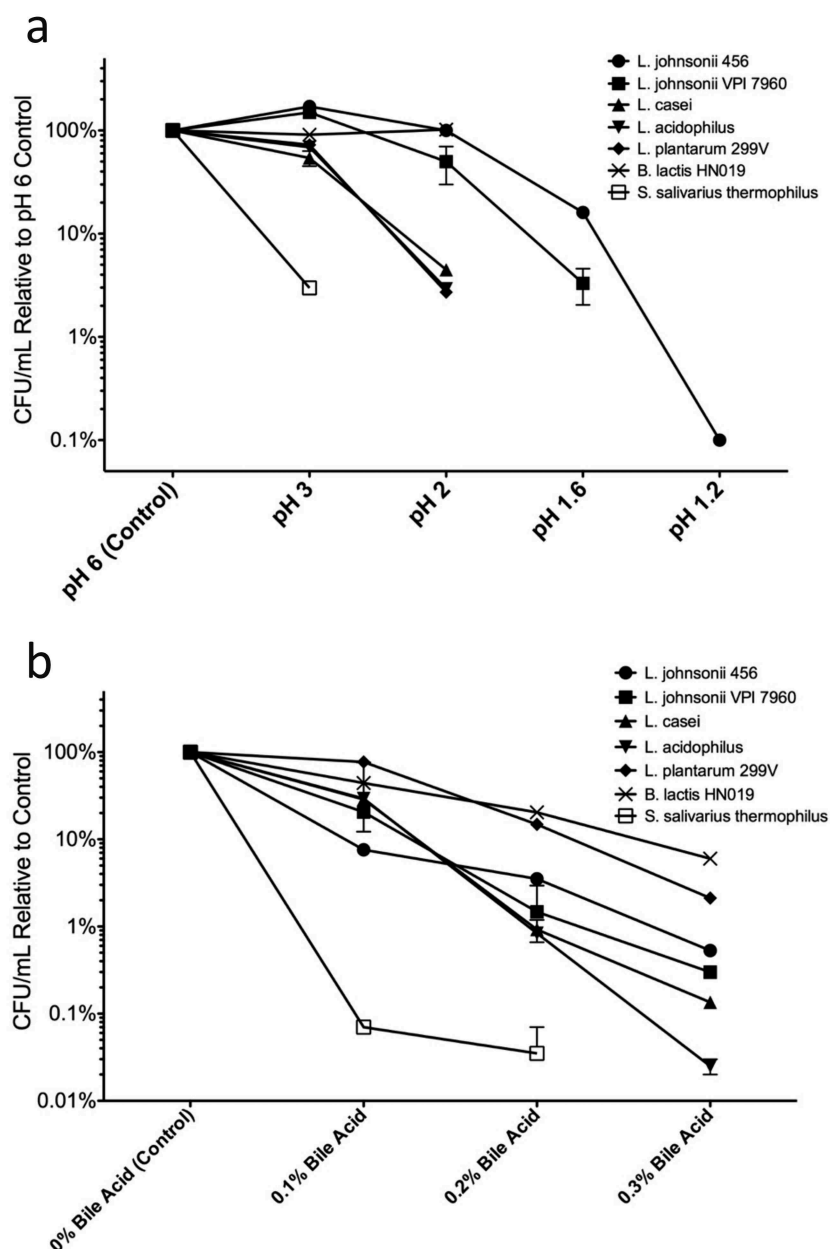 a
L. johnsonii 456
L. johnsonii VPI 7960
L. casei
L. acidophilus
L. plantarum 299V
B. lactis HN019
S. salivarius thermophilus
CFU/mL Relative to pH 6 Control
100%
10%
1%
0.1%
pH 6 (Control)
pH 3
pH 2
pH 1.6
pH 1.2
b
L. johnsonii 456
L. johnsonii VPI 7960
L. casei
L. acidophilus
L. plantarum 299V
B. lactis HN019
S. salivarius thermophilus
CFU/mL Relative to Control
100%
10%
1%
0.1%
0.01%
0% Bile Acid (Control)
0.1% Bile Acid
0.2% Bile Acid
0.3% Bile Acid